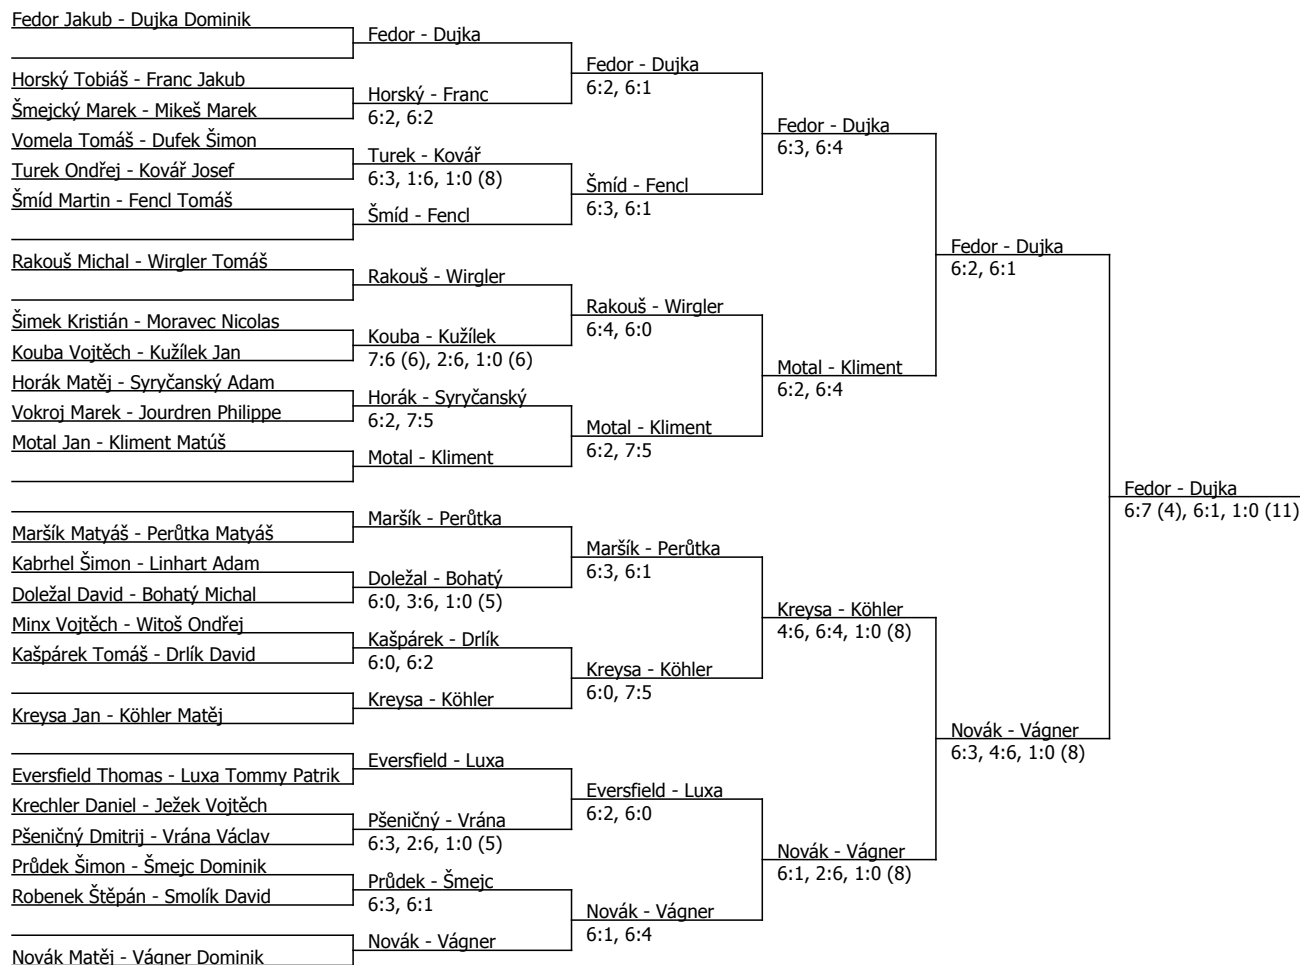 Fedor Jakub - Dujka Dominik
Horský Tobiáš - Franc Jakub
Šmejcký Marek - Mikeš Marek
Vomela Tomáš - Dufek Šimon
Turek Ondřej - Kovář Josef
Šmíd Martin - Fencl Tomáš
Rakouš Michal - Wirgler Tomáš
Šimek Kristián - Moravec Nicolas
Kouba Vojtěch - Kužílek Jan
Horák Matěj - Syryčanský Adam
Vokroj Marek - Jourdren Philippe
Motal Jan - Kliment Matúš
Maršík Matyáš - Perůtka Matyáš
Kabrhel Šimon - Linhart Adam
Doležal David - Bohatý Michal
Minx Vojtěch - Witoš Ondřej
Kašpárek Tomáš - Drlík David
Kreysa Jan - Köhler Matěj
Eversfield Thomas - Luxa Tommy Patrik
Krechler Daniel - Ježek Vojtěch
Pšeničný Dmitrij - Vrána Václav
Průdek Šimon - Šmejc Dominik
Robenek Štěpán - Smolík David
Novák Matěj - Vágner Dominik
Fedor - Dujka
Horský - Franc
6:2, 6:2
Turek - Kovář
6:3, 1:6, 1:0 (8)
Šmíd - Fencl
Rakouš - Wirgler
Kouba - Kužílek
7:6 (6), 2:6, 1:0 (6)
Horák - Syryčanský
6:2, 7:5
Motal - Kliment
Maršík - Perůtka
Doležal - Bohatý
6:0, 3:6, 1:0 (5)
Kašpárek - Drlík
6:0, 6:2
Kreysa - Köhler
Eversfield - Luxa
Pšeničný - Vrána
6:3, 2:6, 1:0 (5)
Průdek - Šmejc
6:3, 6:1
Novák - Vágner
Fedor - Dujka
6:2, 6:1
Šmíd - Fencl
6:3, 6:1
Rakouš - Wirgler
6:4, 6:0
Motal - Kliment
6:2, 7:5
Maršík - Perůtka
6:3, 6:1
Kreysa - Köhler
6:0, 7:5
Eversfield - Luxa
6:2, 6:0
Novák - Vágner
6:1, 6:4
Fedor - Dujka
6:3, 6:4
Motal - Kliment
6:2, 6:4
Kreysa - Köhler
4:6, 6:4, 1:0 (8)
Novák - Vágner
6:1, 2:6, 1:0 (8)
Fedor - Dujka
6:2, 6:1
Novák - Vágner
6:3, 4:6, 1:0 (8)
Fedor - Dujka
6:7 (4), 6:1, 1:0 (11)